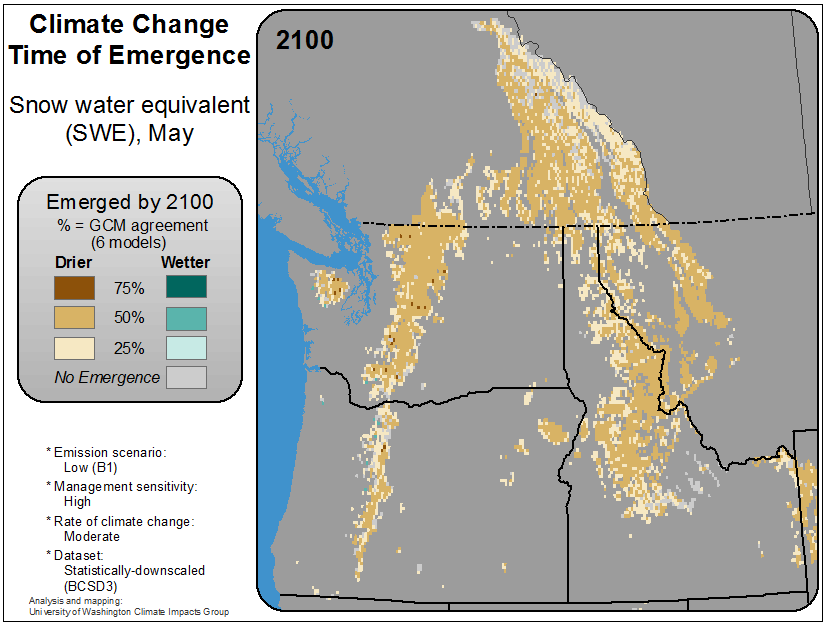 Climate Change
Time of Emergence
Snow water equivalent
(SWE), May
Emerged by 2100
% = GCM agreement
(6 models)
Drier Wetter
75%
50%
25%
No Emergence
* Emission scenario:
Low (B1)
* Management sensitivity:
High
* Rate of climate change:
Moderate
* Dataset:
Statistically-downscaled
(BCSD3)
Analysis and mapping:
University of Washington Climate Impacts Group
2100